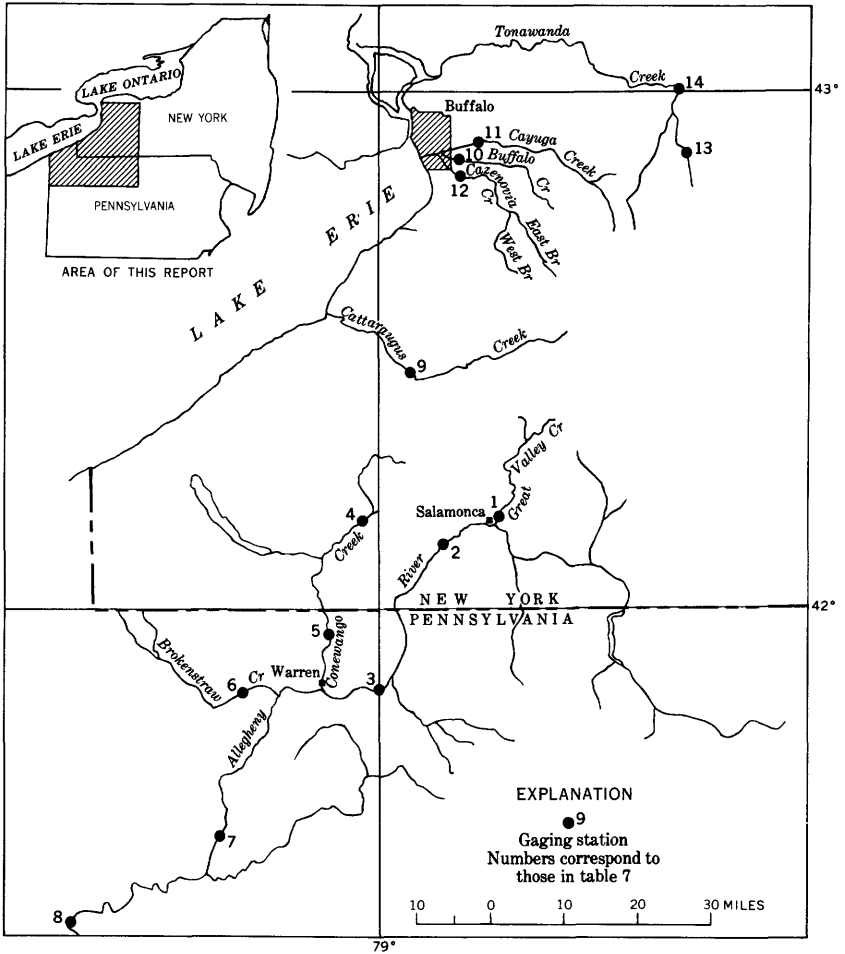 Tonawanda
Creek
14
43°
LAKE ONTARIO
NEW YORK
LAKE ERIE
PENNSYLVANIA
AREA OF THIS REPORT
Buffalo
11 Cayuga
Creek
13
10 Buffalo
Cr
12
Cazenovia
Cr
East Br
West Br
LAKE ERIE
Cattaraugus
Creek
9
Valley Cr
Great
Salamonca
1
2
4
Creek
River
NEW YORK
42°
PENNSYLVANIA
5
Conewango
Brokenstraw
Cr
Warren
6
3
Allegheny
7
8
EXPLANATION
9
Gaging station
Numbers correspond to
those in table 7
10 0 10 20 30 MILES
79°